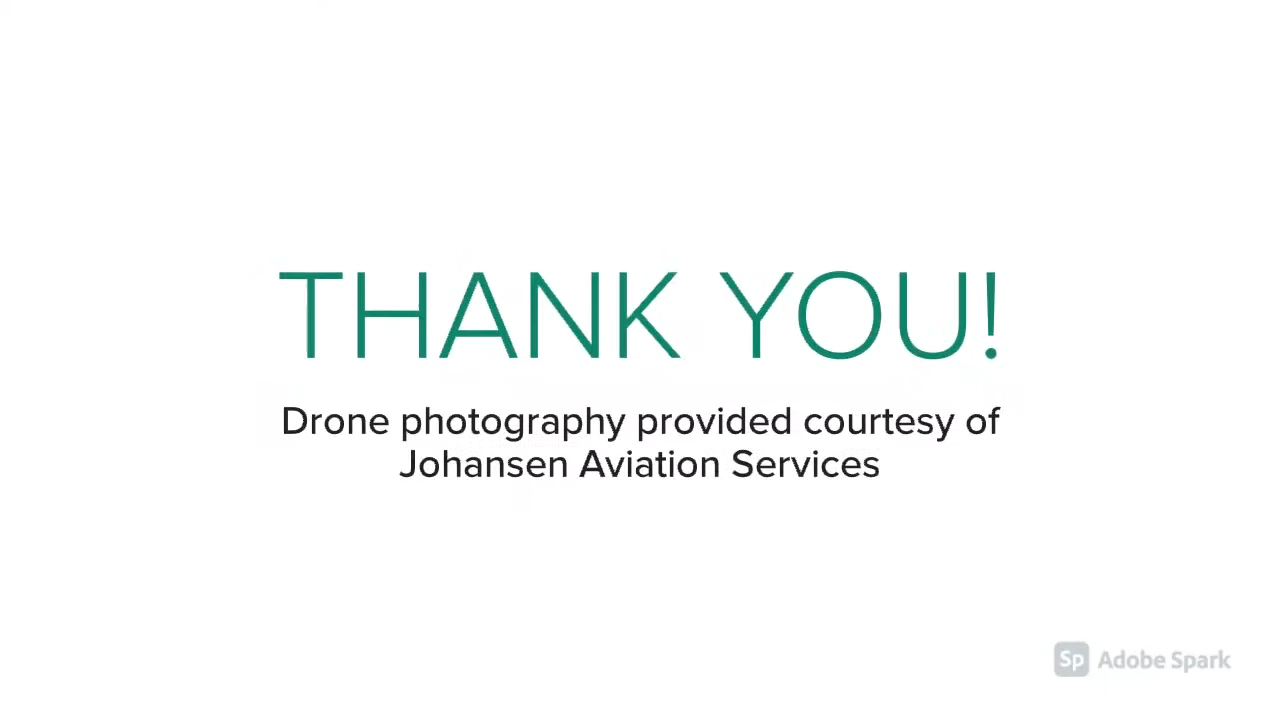 THANK YOU!
Drone photography provided courtesy of
Johansen Aviation Services
Sp Adobe Spark